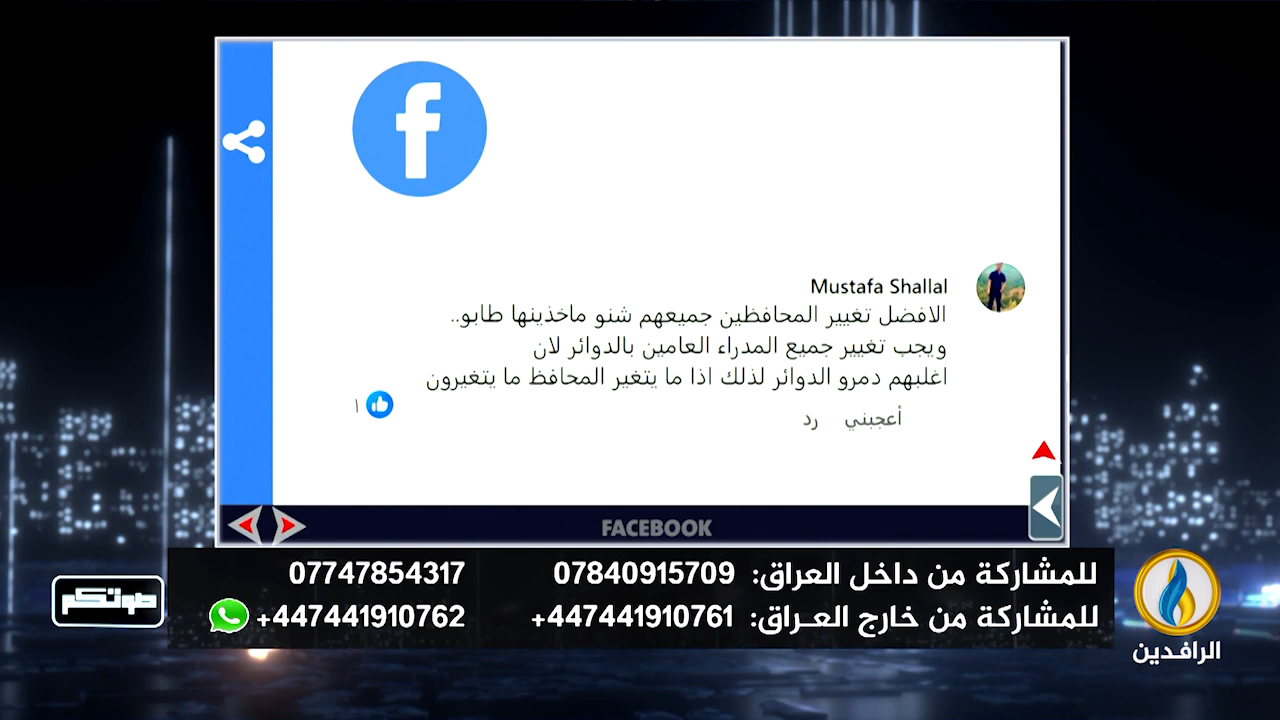 Mustafa Shallal
الافضل تغيير المحافظين جميعهم شنو ماخذينها طابو..
ويجب تغيير جميع المدراء العامين بالدوائر لان
اغلبهم دمرو الدوائر لذلك اذا ما يتغير المحافظ ما يتغيرون
١
أعجبني رد
FACEBOOK
للمشاركة من داخل العراق: 07840915709 07747854317
للمشاركة من خارج العـراق: 447441910761+ 447441910762+
صوتكم
الرافدين